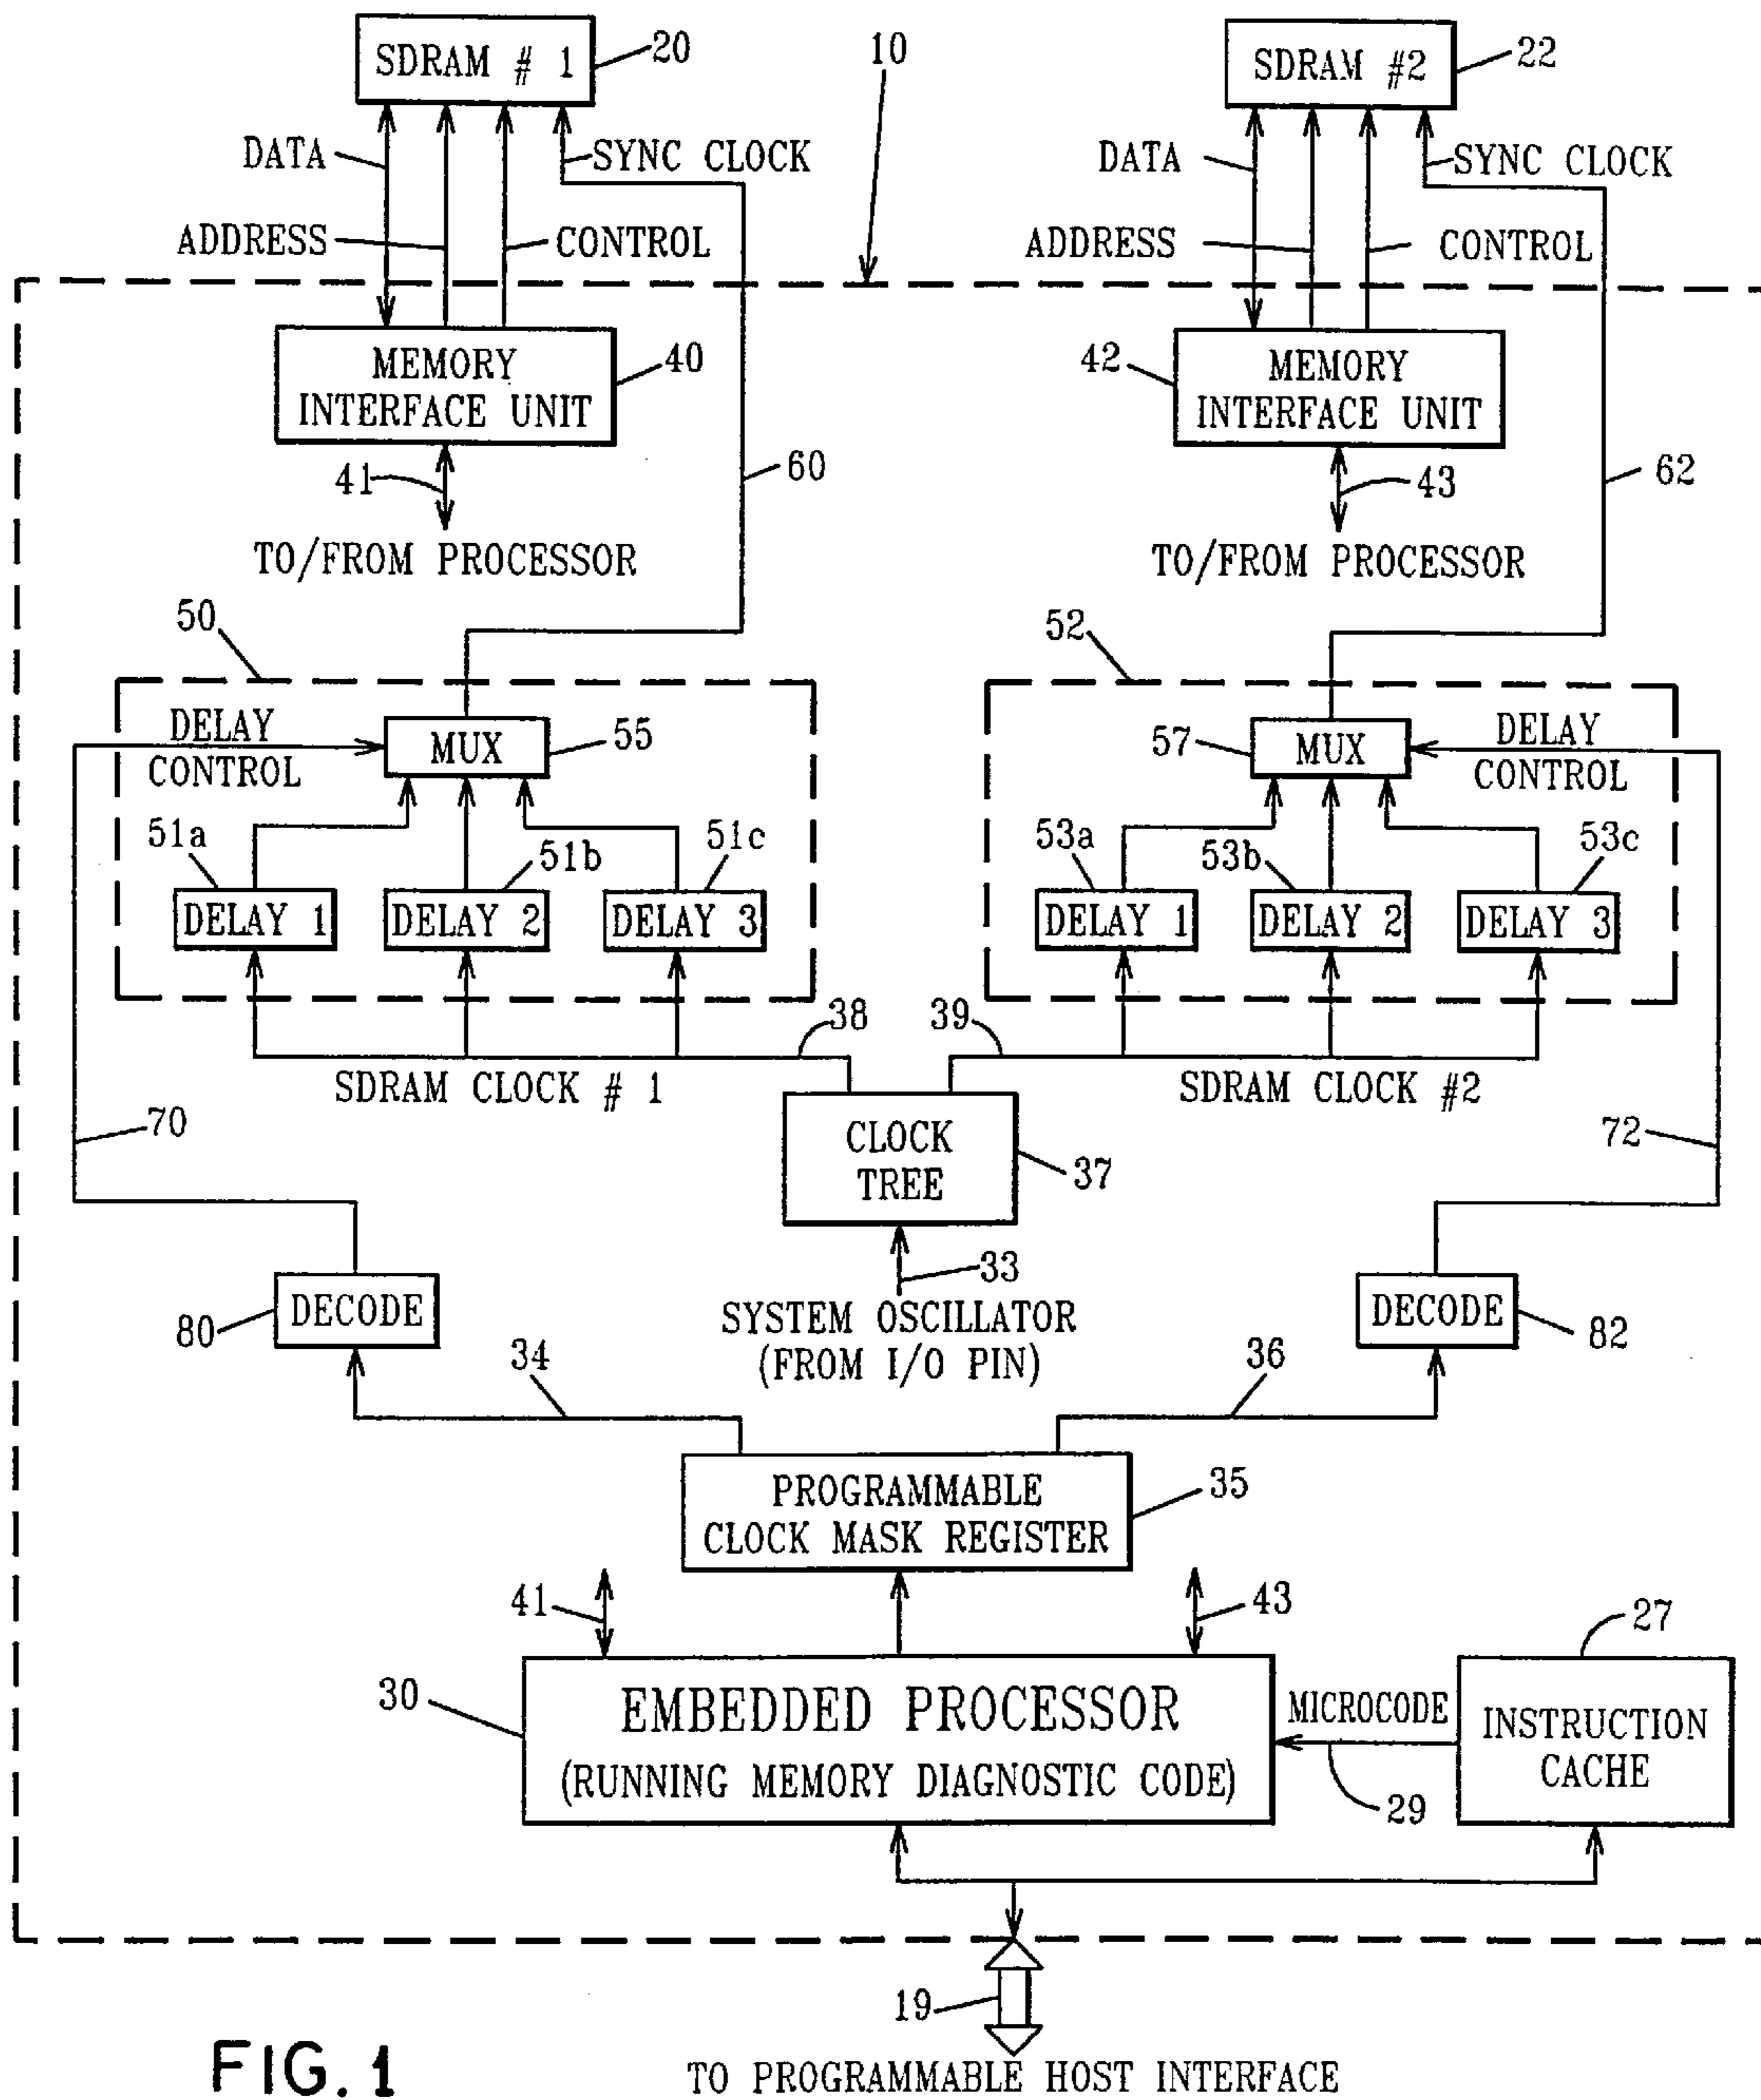 SDRAM # 1
20
10
SDRAM #2
22
DATA
SYNC CLOCK
DATA
SYNC CLOCK
ADDRESS
CONTROL
ADDRESS
CONTROL
MEMORY
INTERFACE UNIT
40
42
MEMORY
INTERFACE UNIT
41
60
43
62
TO/FROM PROCESSOR
TO/FROM PROCESSOR
50
52
DELAY
CONTROL
MUX
55
57
MUX
DELAY
CONTROL
51a
51b
51c
53a
53b
53c
DELAY 1
DELAY 2
DELAY 3
DELAY 1
DELAY 2
DELAY 3
38
39
SDRAM CLOCK # 1
SDRAM CLOCK #2
70
CLOCK
TREE
37
72
33
80
DECODE
SYSTEM OSCILLATOR
(FROM I/O PIN)
DECODE
82
34
36
PROGRAMMABLE
CLOCK MASK REGISTER
35
41
43
27
30
EMBEDDED PROCESSOR
(RUNNING MEMORY DIAGNOSTIC CODE)
MICROCODE
29
INSTRUCTION
CACHE
19
FIG. 1
TO PROGRAMMABLE HOST INTERFACE